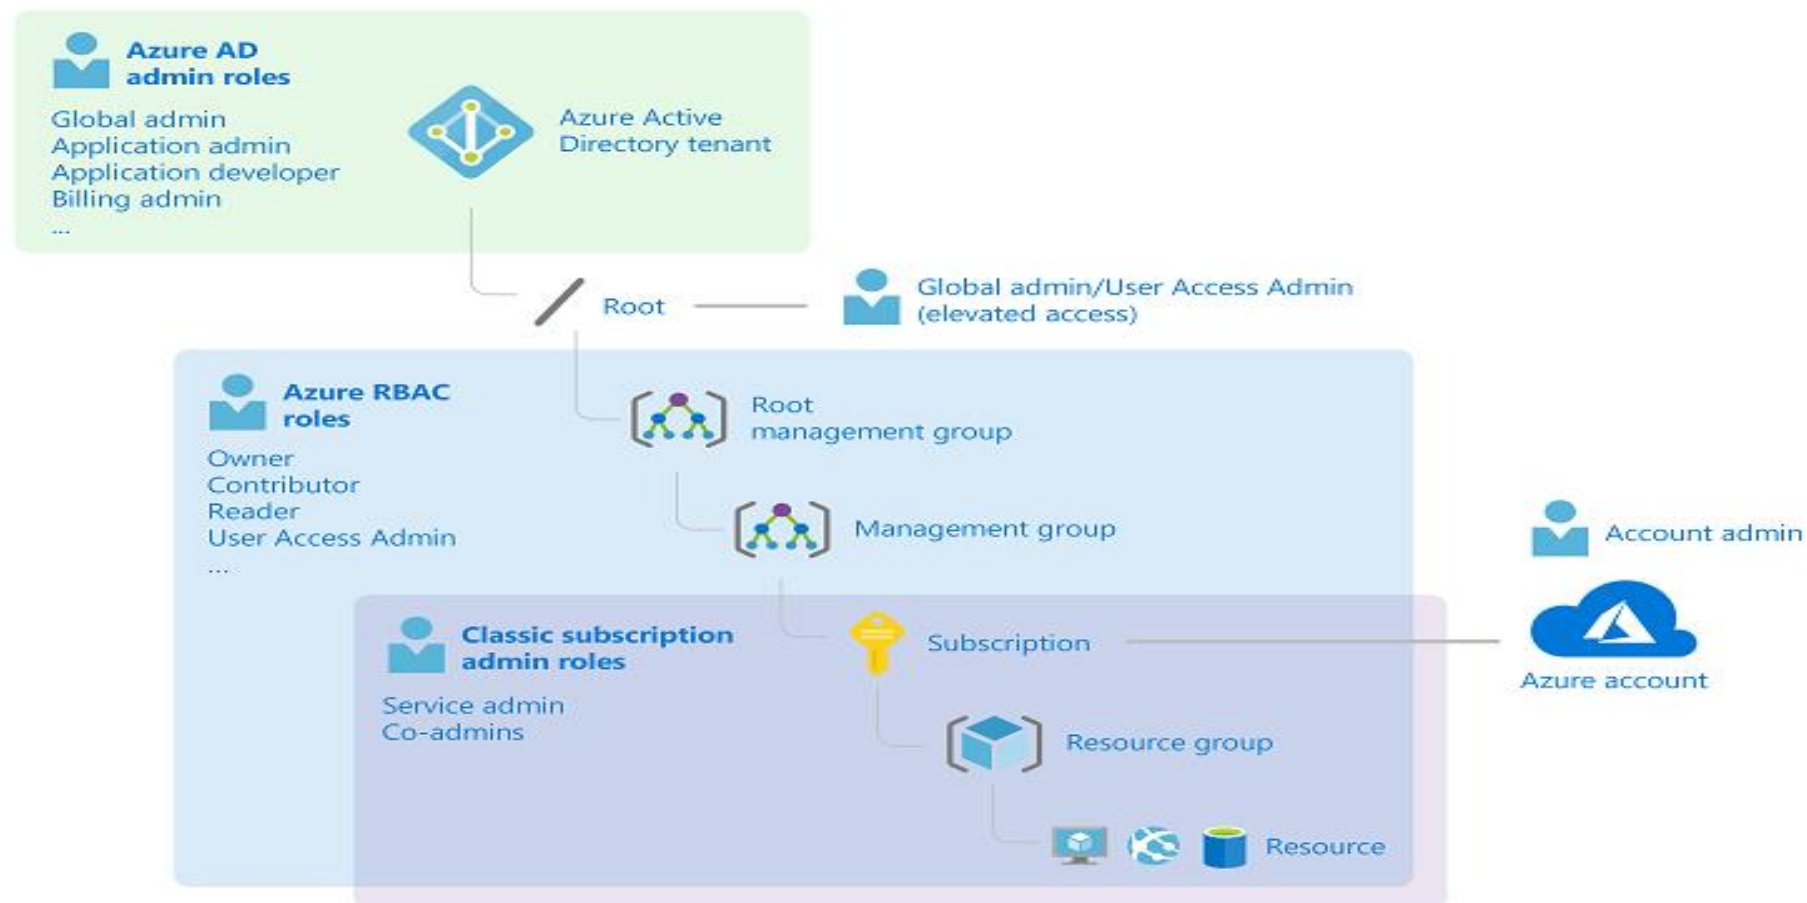 Azure AD
admin roles
Global admin
Application admin
Application developer
Billing admin
...
Azure Active
Directory tenant
Root
Global admin/User Access Admin
(elevated access)
Azure RBAC
roles
Owner
Contributor
Reader
User Access Admin
...
Root
management group
Management group
Account admin
Azure account
Classic subscription
admin roles
Service admin
Co-admins
Subscription
Resource group
Resource